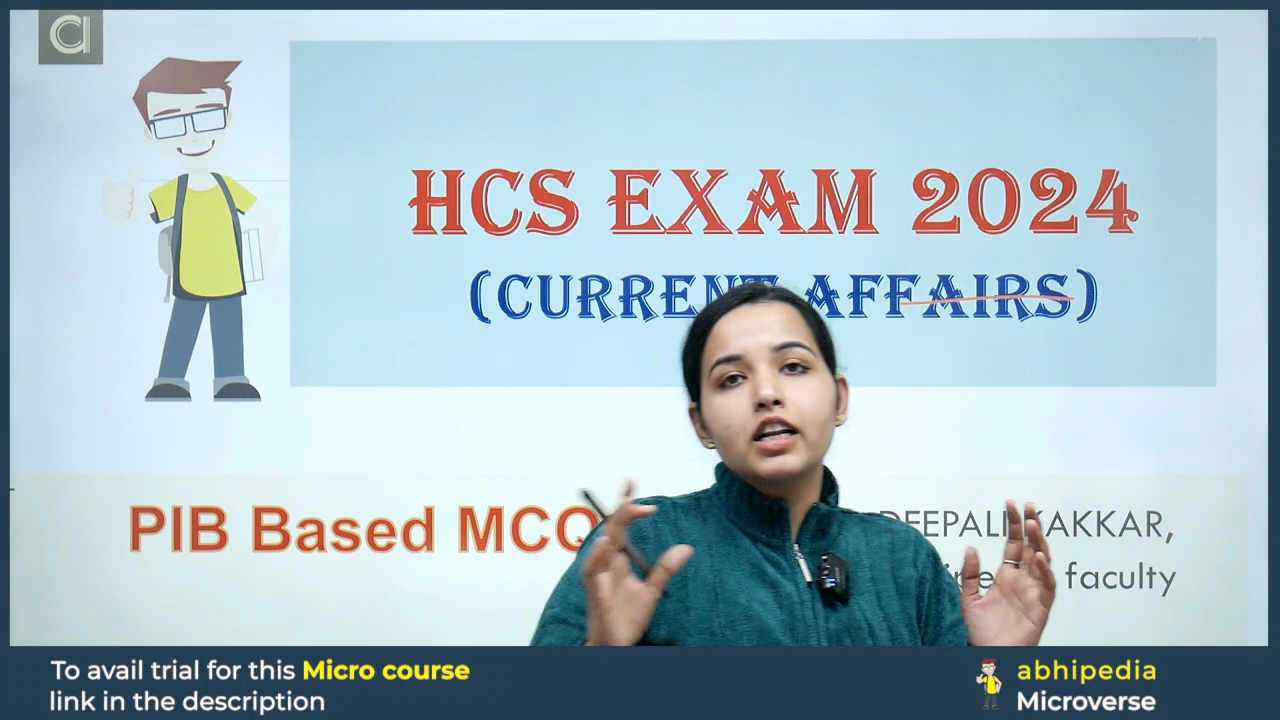 a
HCS EXAM 2024
(CURRENT AFFAIRS)
PIB Based MCQ
DEEPALI KAKKAR,
faculty
To avail trial for this Micro course
link in the description
abhipedia
Microverse